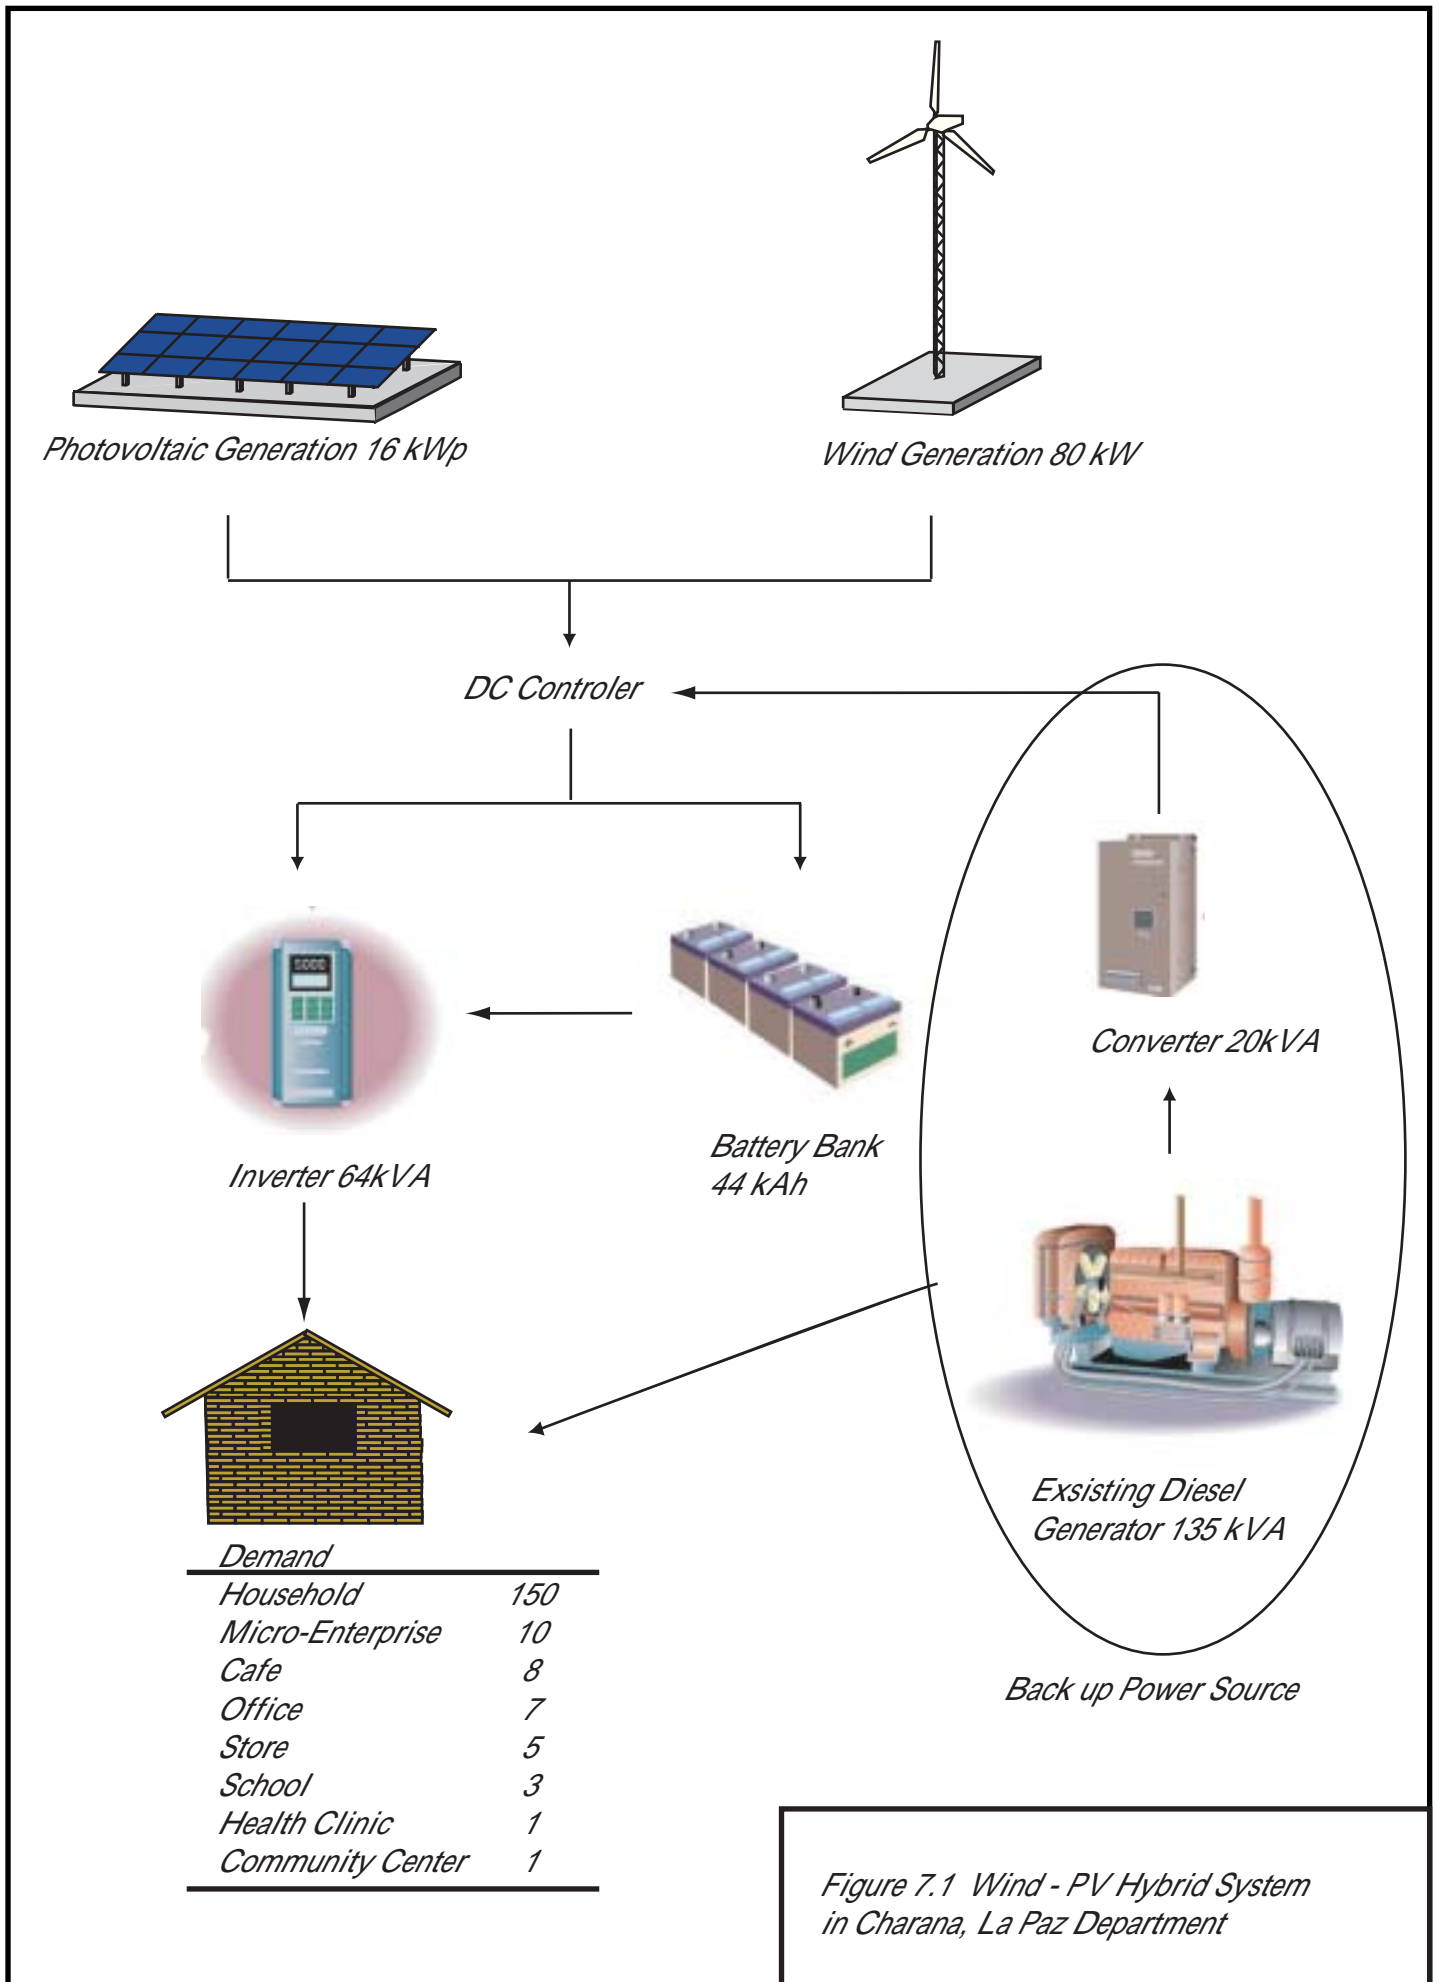 Photovoltaic Generation 16 kWp
Wind Generation 80 kW
DC Controler
Converter 20kVA
Battery Bank
44 kAh
Inverter 64kVA
Exsisting Diesel
Generator 135 kVA
Back up Power Source
Demand
Household 150
Micro-Enterprise 10
Cafe 8
Office 7
Store 5
School 3
Health Clinic 1
Community Center 1
Figure 7.1 Wind - PV Hybrid System
in Charana, La Paz Department